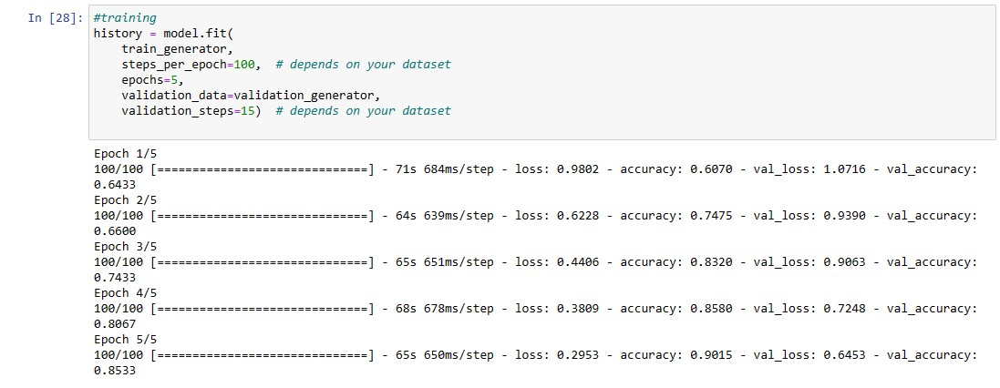 In [28]: #training
history = model.fit(
    train_generator,
    steps_per_epoch=100,  # depends on your dataset
    epochs=5,
    validation_data=validation_generator,
    validation_steps=15)  # depends on your dataset
Epoch 1/5
100/100 [==============================] - 71s 684ms/step - loss: 0.9802 - accuracy: 0.6070 - val_loss: 1.0716 - val_accuracy:
0.6433
Epoch 2/5
100/100 [==============================] - 64s 639ms/step - loss: 0.6228 - accuracy: 0.7475 - val_loss: 0.9390 - val_accuracy:
0.6600
Epoch 3/5
100/100 [==============================] - 65s 651ms/step - loss: 0.4406 - accuracy: 0.8320 - val_loss: 0.9063 - val_accuracy:
0.7433
Epoch 4/5
100/100 [==============================] - 68s 678ms/step - loss: 0.3809 - accuracy: 0.8580 - val_loss: 0.7248 - val_accuracy:
0.8067
Epoch 5/5
100/100 [==============================] - 65s 650ms/step - loss: 0.2953 - accuracy: 0.9015 - val_loss: 0.6453 - val_accuracy:
0.8533